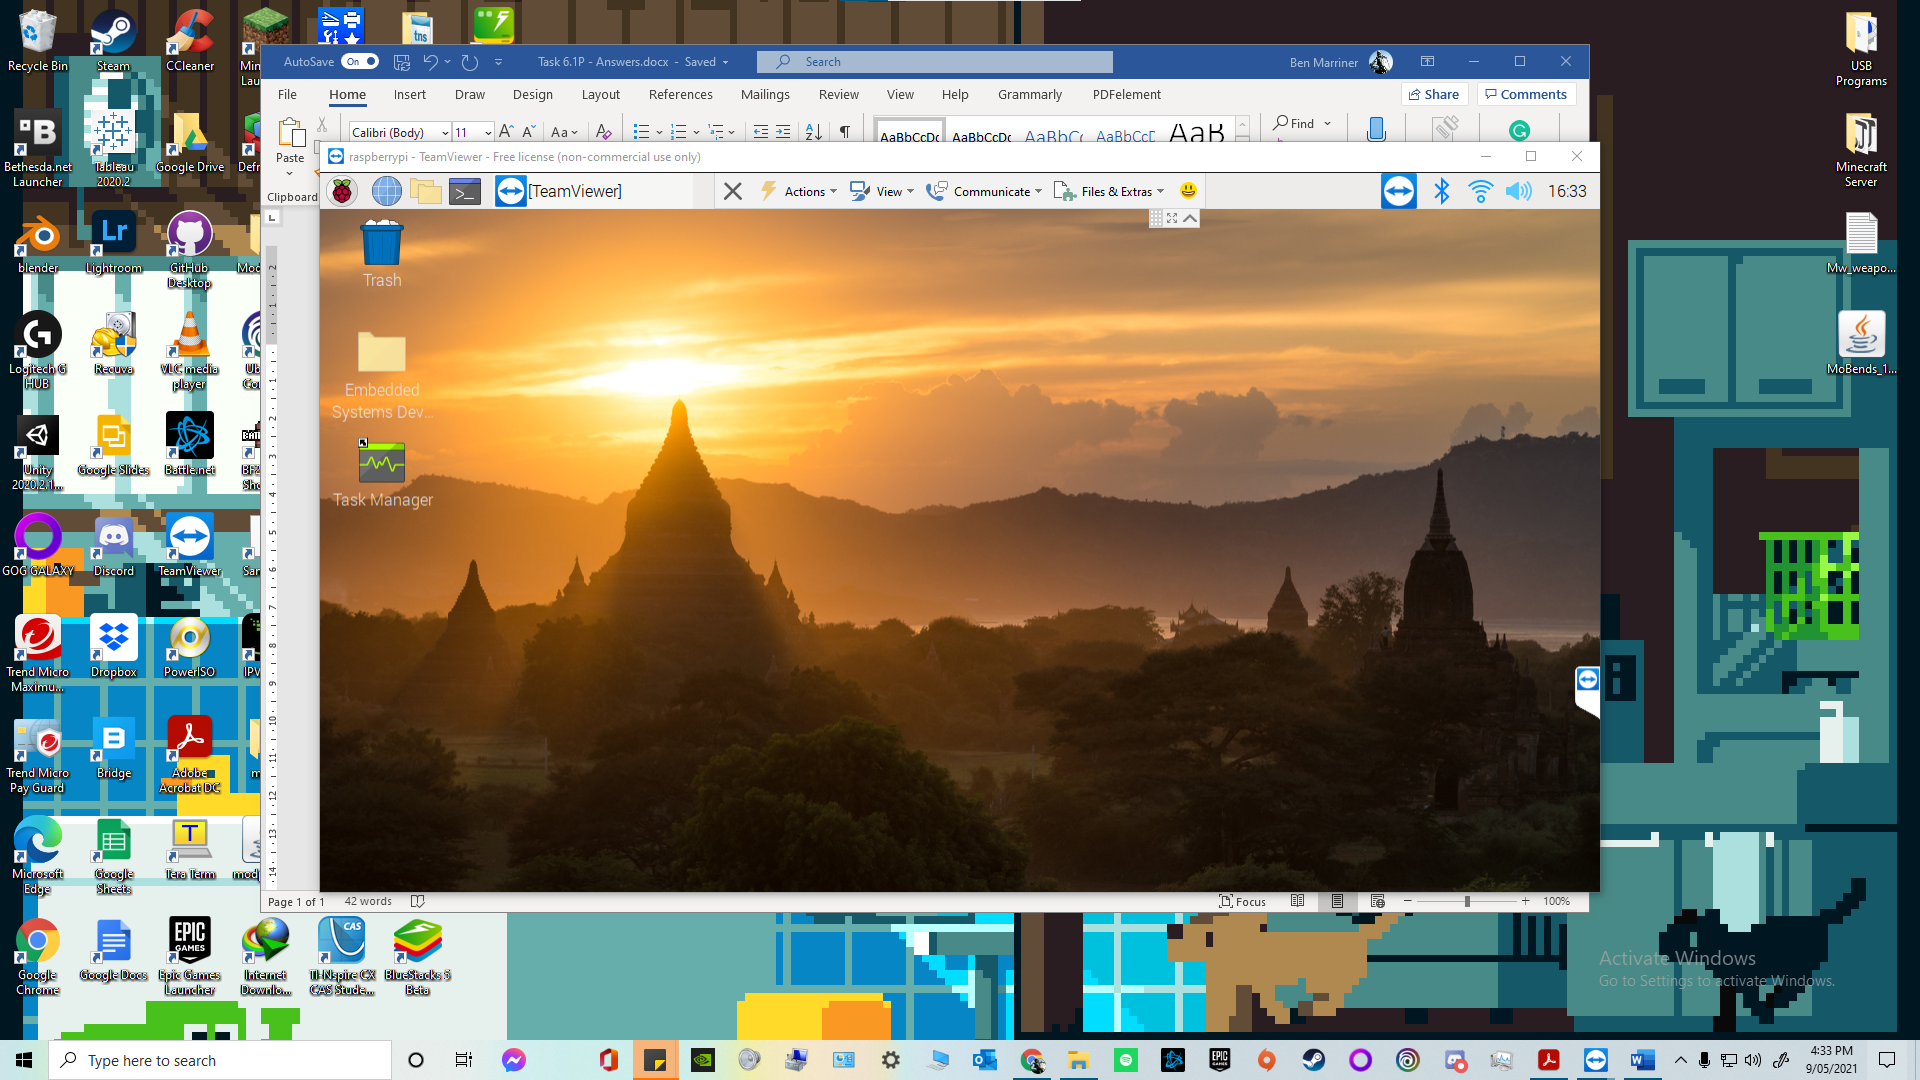 Recycle Bin
Steam
CCleaner
AutoSave
On
Task 6.1P - Answers.docx - Saved
Search
Ben Marriner
File
Home
Insert
Draw
Design
Layout
References
Mailings
Review
View
Help
Grammarly
PDFelement
Share
Comments
Calibri (Body)
11
Aa
AaBbCcDc
AaBbCcDc
AaBbCc
AaBbCcD
AaB
Find
Paste
Clipboard
raspberrypi - TeamViewer - Free license (non-commercial use only)
[TeamViewer]
Actions
View
Communicate
Files & Extras
16:33
Trash
Embedded
Systems Dev...
Task Manager
Bethesda.net
Launcher
Tableau
2020.2
Google Drive
blender
Lightroom
GitHub
Desktop
Logitech G
HUB
Recuva
VLC media
player
Unity
2020.2.1...
Google Slides
Battle.net
GOG GALAXY
Discord
TeamViewer
Trend Micro
Maximu...
Dropbox
PowerISO
Trend Micro
Pay Guard
Bridge
Adobe
Acrobat DC
Microsoft
Edge
Google
Sheets
Tera Term
Google
Chrome
Google Docs
Epic Games
Launcher
Internet
Downlo...
TI-Nspire CX
CAS Stude...
BlueStacks 5
Beta
USB
Programs
Minecraft
Server
Mw_weapo...
MoBends_1...
Page 1 of 1
42 words
Focus
100%
Activate Windows
Go to Settings to activate Windows.
Type here to search
4:33 PM
9/05/2021